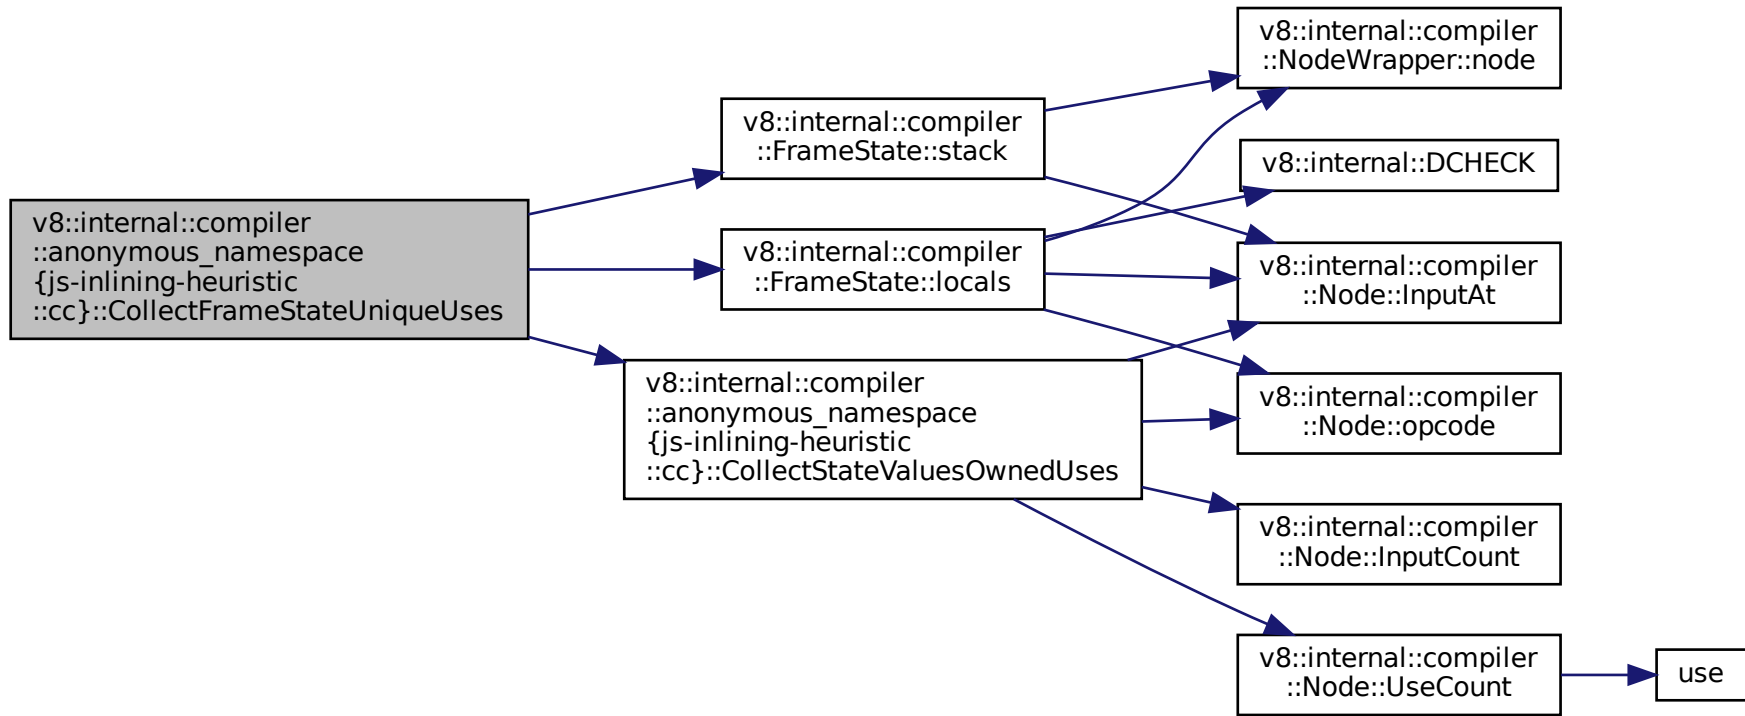 v8::internal::compiler
::anonymous_namespace
{js-inlining-heuristic
::cc}::CollectFrameStateUniqueUses
v8::internal::compiler
::FrameState::stack
v8::internal::compiler
::FrameState::locals
v8::internal::compiler
::anonymous_namespace
{js-inlining-heuristic
::cc}::CollectStateValuesOwnedUses
v8::internal::compiler
::NodeWrapper::node
v8::internal::DCHECK
v8::internal::compiler
::Node::InputAt
v8::internal::compiler
::Node::opcode
v8::internal::compiler
::Node::InputCount
v8::internal::compiler
::Node::UseCount
use